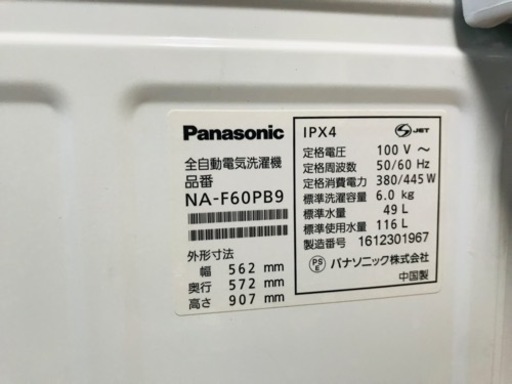 Panasonic
全自動電気洗濯機
品番
NA-F60PB9
外形寸法
幅 562 mm
奥行 572 mm
高さ 907 mm
IPX4
S JET
定格電圧 100 V ～
定格周波数 50/60 Hz
定格消費電力 380/445 W
標準洗濯容量 6.0 kg
標準水量 49 L
標準使用水量 116 L
製造番号 1612301967
PSE パナソニック株式会社
中国製